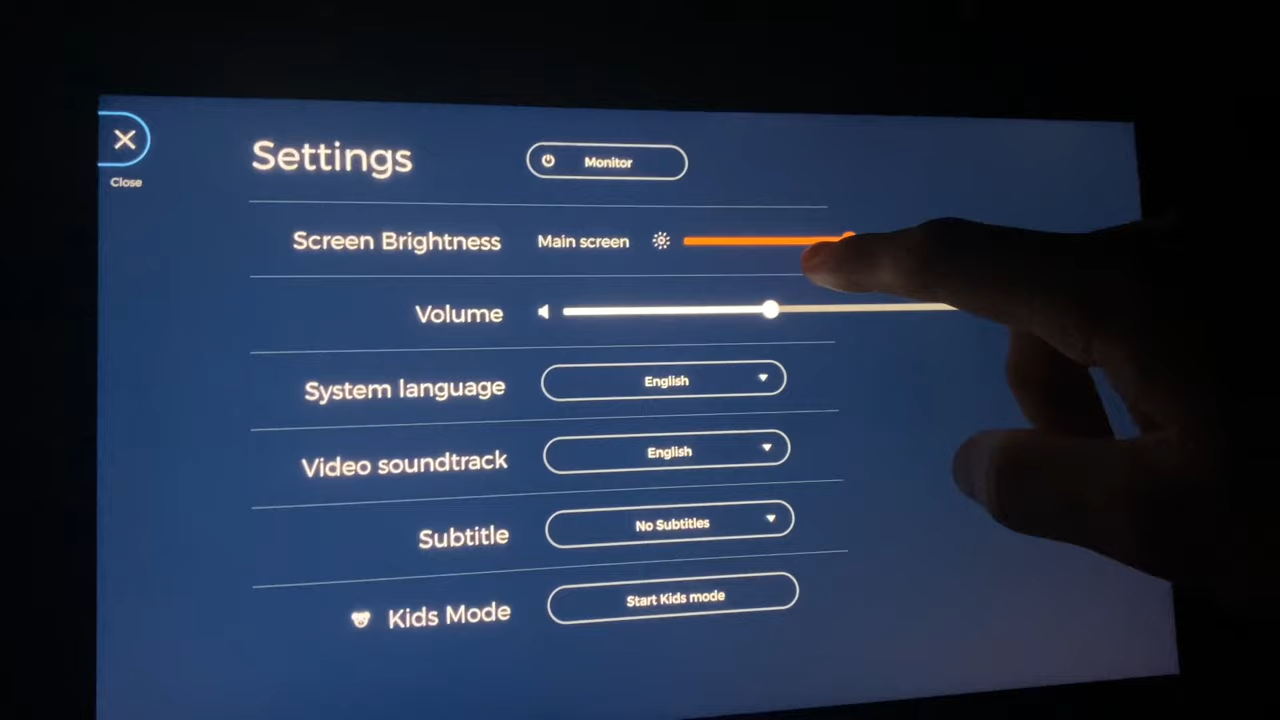 Settings
Monitor
Close
Screen Brightness
Main screen
Volume
System language
English
Video soundtrack
English
Subtitle
No Subtitles
Kids Mode
Start Kids mode